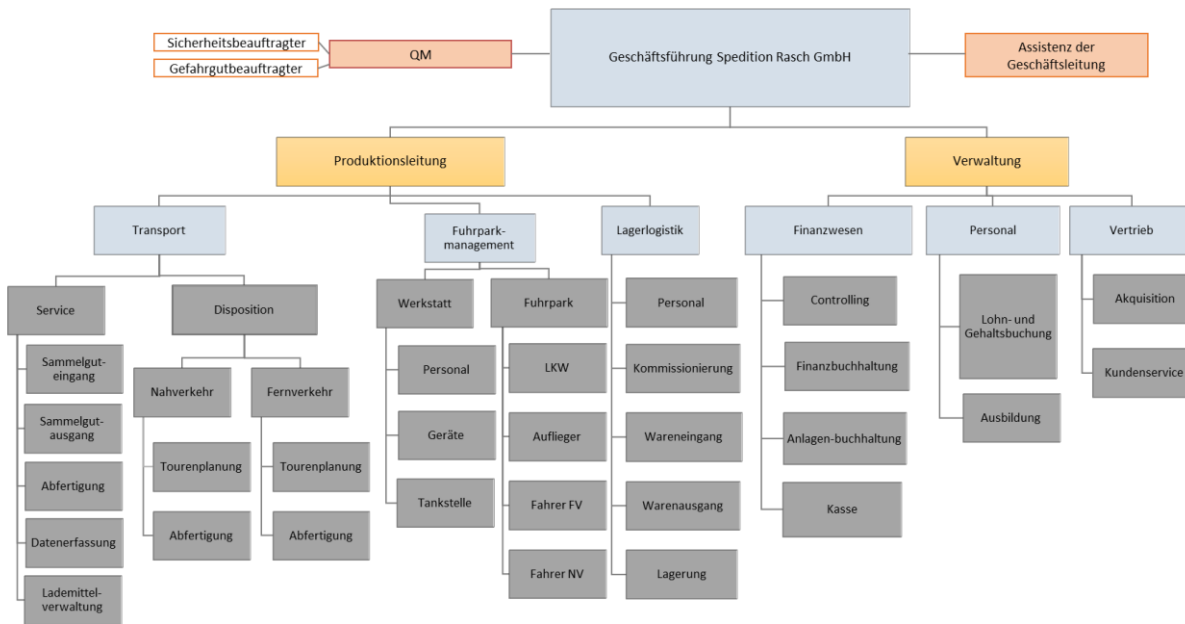 Sicherheitsbeauftragter
Gefahrgutbeauftragter
QM
Geschäftsführung Spedition Rasch GmbH
Assistenz der
Geschäftsleitung
Produktionsleitung
Verwaltung
Transport
Fuhrpark-
management
Lagerlogistik
Finanzwesen
Personal
Vertrieb
Service
Disposition
Werkstatt
Fuhrpark
Sammelgut-
eingang
Sammelgut-
ausgang
Abfertigung
Datenerfassung
Lademittel-
verwaltung
Nahverkehr
Tourenplanung
Abfertigung
Fernverkehr
Tourenplanung
Abfertigung
Personal
Geräte
Tankstelle
LKW
Auflieger
Fahrer FV
Fahrer NV
Personal
Kommissionierung
Wareneingang
Warenausgang
Lagerung
Controlling
Finanzbuchhaltung
Anlagen-buchhaltung
Kasse
Lohn- und
Gehaltsbuchung
Ausbildung
Akquisition
Kundenservice